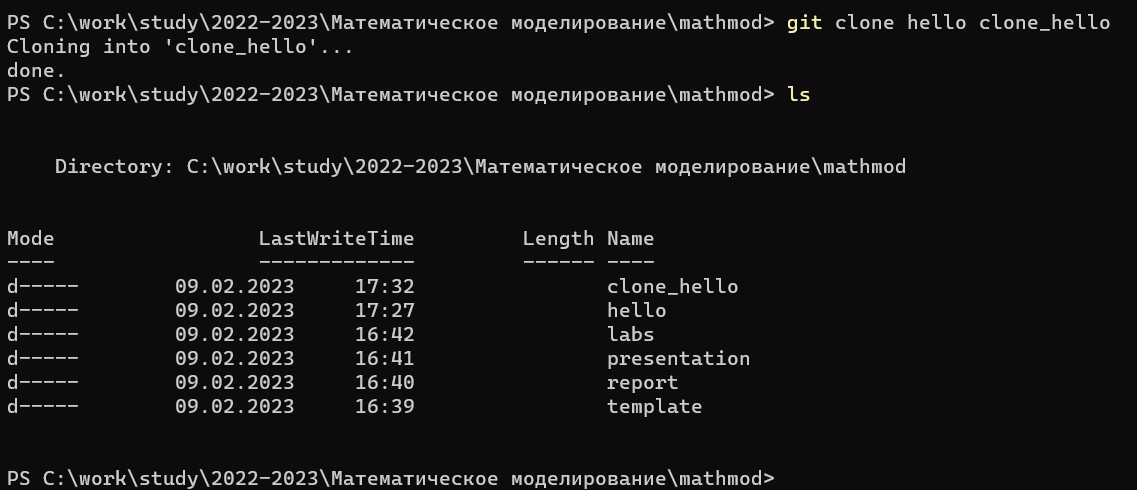 PS C:\work\study\2022-2023\Математическое моделирование\mathmod> git clone hello clone_hello
Cloning into 'clone_hello'...
done.
PS C:\work\study\2022-2023\Математическое моделирование\mathmod> ls
Directory: C:\work\study\2022-2023\Математическое моделирование\mathmod
Mode                 LastWriteTime         Length Name
----                 -------------         ------ ----
d-----        09.02.2023     17:32                clone_hello
d-----        09.02.2023     17:27                hello
d-----        09.02.2023     16:42                labs
d-----        09.02.2023     16:41                presentation
d-----        09.02.2023     16:40                report
d-----        09.02.2023     16:39                template
PS C:\work\study\2022-2023\Математическое моделирование\mathmod>